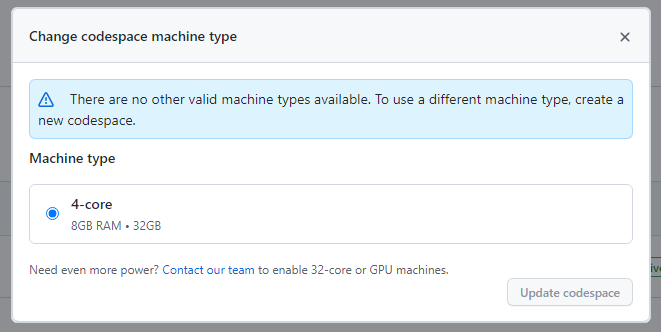 Change codespace machine type
There are no other valid machine types available. To use a different machine type, create a
new codespace.
Machine type
4-core
8GB RAM • 32GB
Need even more power? Contact our team to enable 32-core or GPU machines.
Update codespace